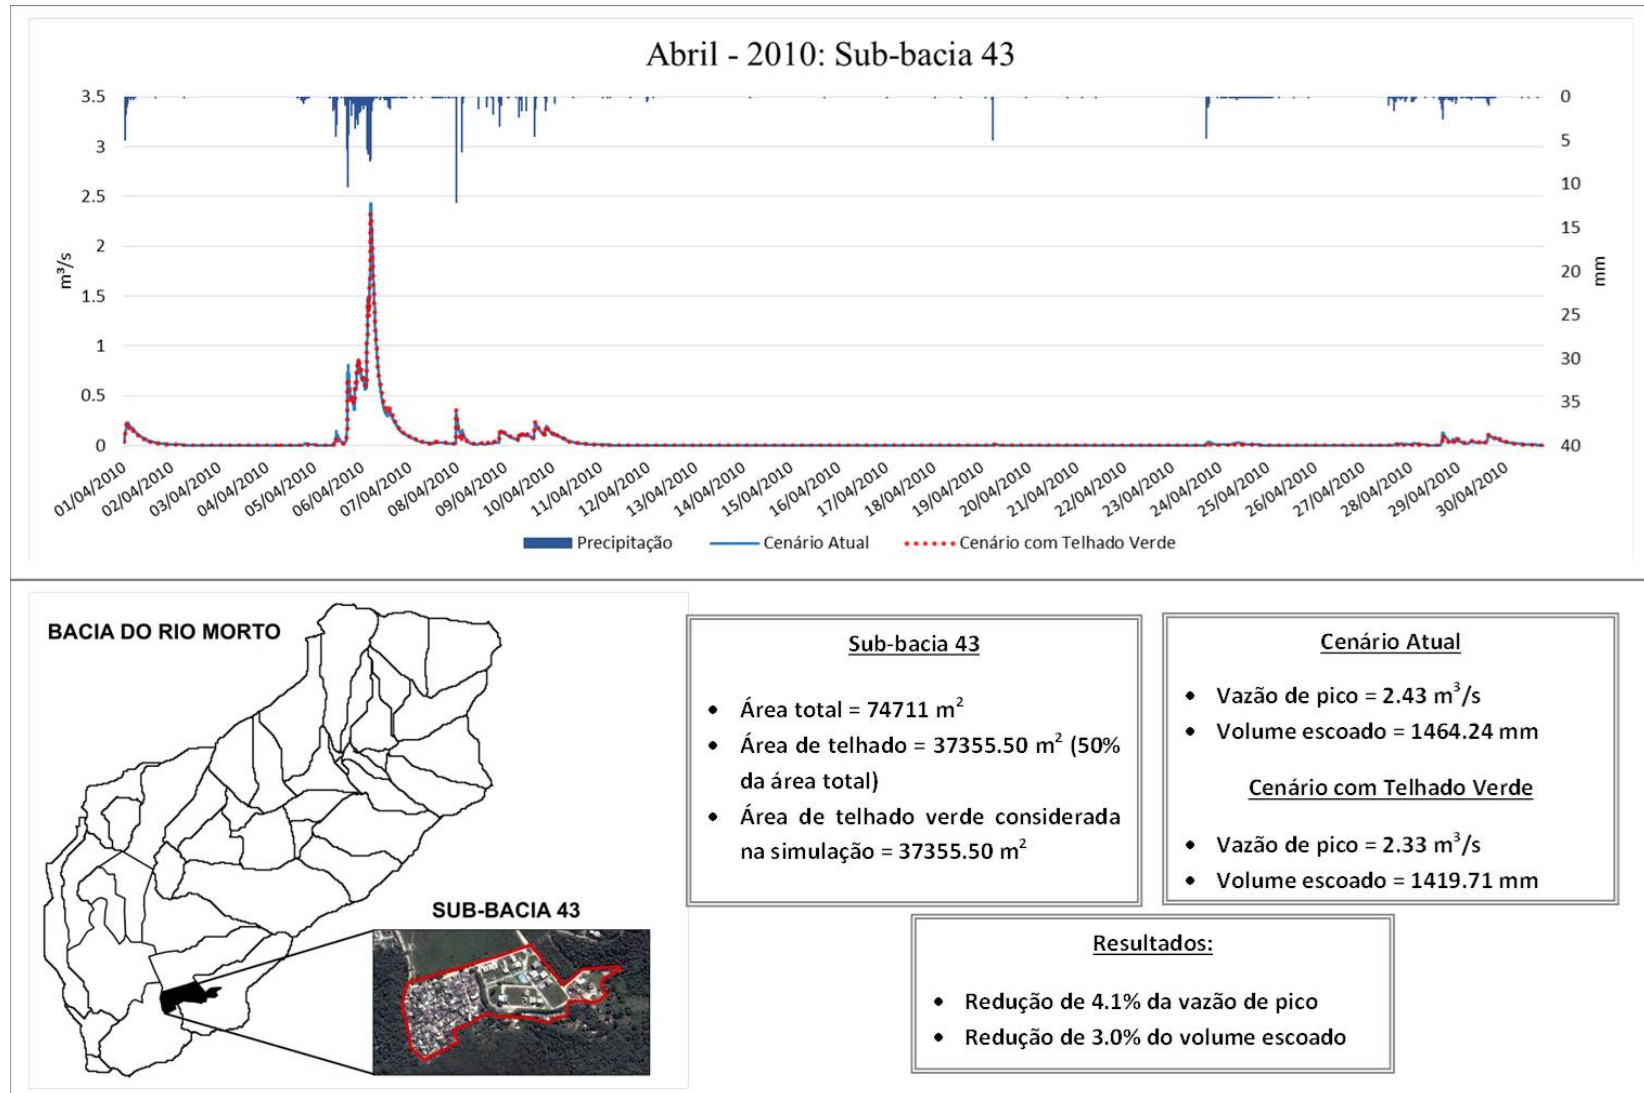 Abril - 2010: Sub-bacia 43
3.5
3
2.5
2
1.5
1
0.5
0
m³/s
0
5
10
15
20
25
30
35
40
mm
01/04/2010
02/04/2010
03/04/2010
04/04/2010
05/04/2010
06/04/2010
07/04/2010
08/04/2010
09/04/2010
10/04/2010
11/04/2010
12/04/2010
13/04/2010
14/04/2010
15/04/2010
16/04/2010
17/04/2010
18/04/2010
19/04/2010
20/04/2010
21/04/2010
22/04/2010
23/04/2010
24/04/2010
25/04/2010
26/04/2010
27/04/2010
28/04/2010
29/04/2010
30/04/2010
Precipitação
Cenário Atual
Cenário com Telhado Verde
BACIA DO RIO MORTO
SUB-BACIA 43
Sub-bacia 43
• Área total = 74711 m²
• Área de telhado = 37355.50 m² (50%
da área total)
• Área de telhado verde considerada
na simulação = 37355.50 m²
Cenário Atual
• Vazão de pico = 2.43 m³/s
• Volume escoado = 1464.24 mm
Cenário com Telhado Verde
• Vazão de pico = 2.33 m³/s
• Volume escoado = 1419.71 mm
Resultados:
• Redução de 4.1% da vazão de pico
• Redução de 3.0% do volume escoado